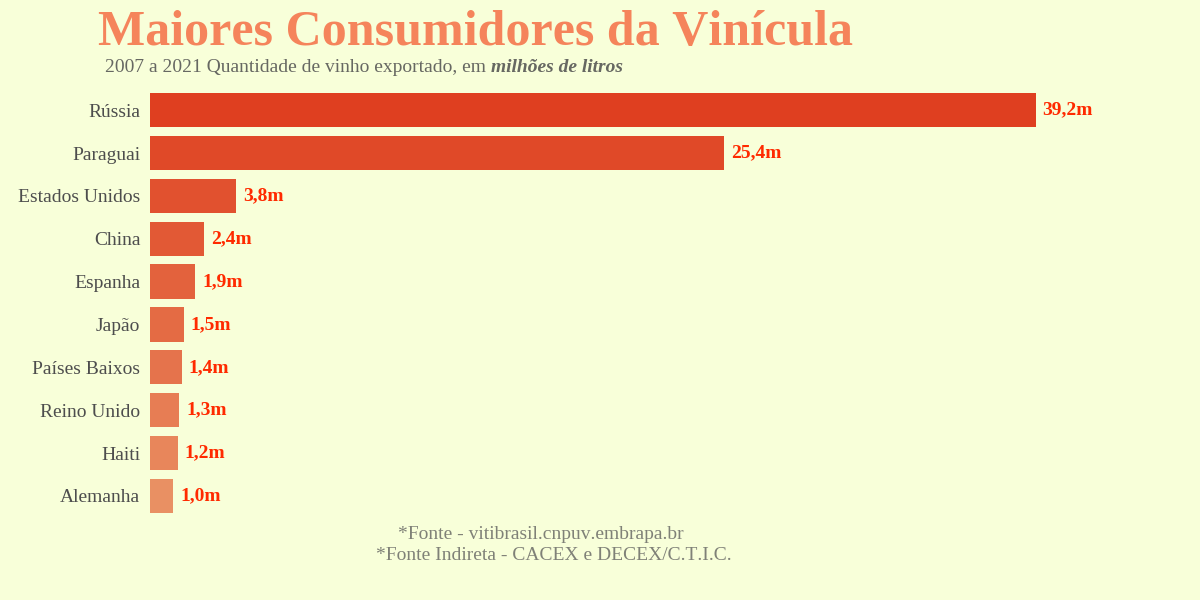 Maiores Consumidores da Vinícula
2007 a 2021 Quantidade de vinho exportado, em milhões de litros
Rússia 39,2m
Paraguai 25,4m
Estados Unidos 3,8m
China 2,4m
Espanha 1,9m
Japão 1,5m
Países Baixos 1,4m
Reino Unido 1,3m
Haiti 1,2m
Alemanha 1,0m
*Fonte - vitibrasil.cnpuv.embrapa.br
*Fonte Indireta - CACEX e DECEX/C.T.I.C.